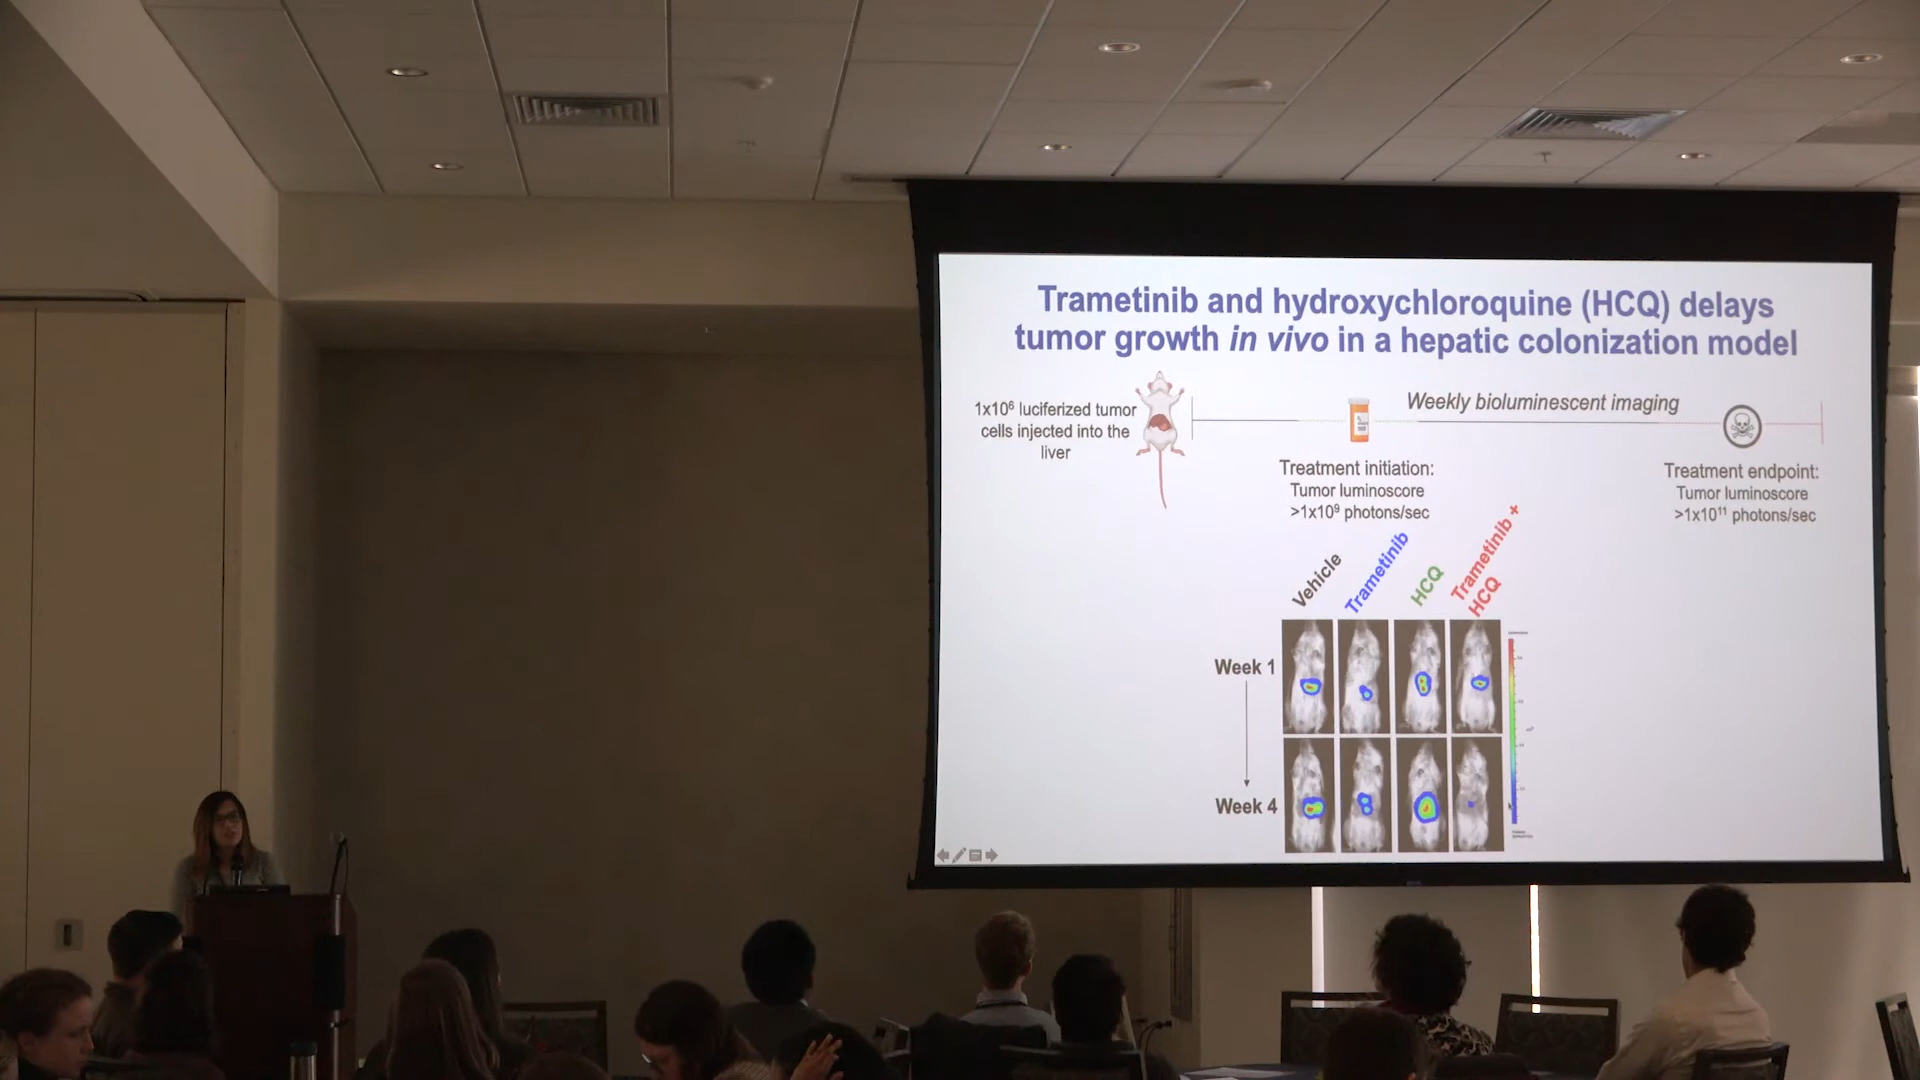 Trametinib and hydroxychloroquine (HCQ) delays
tumor growth in vivo in a hepatic colonization model
1x10⁶ luciferized tumor
cells injected into the
liver
Weekly bioluminescent imaging
Treatment initiation:
Tumor luminoscore
>1x10⁹ photons/sec
Treatment endpoint:
Tumor luminoscore
>1x10¹¹ photons/sec
Vehicle
Trametinib
HCQ
Trametinib +
HCQ
Week 1
Week 4